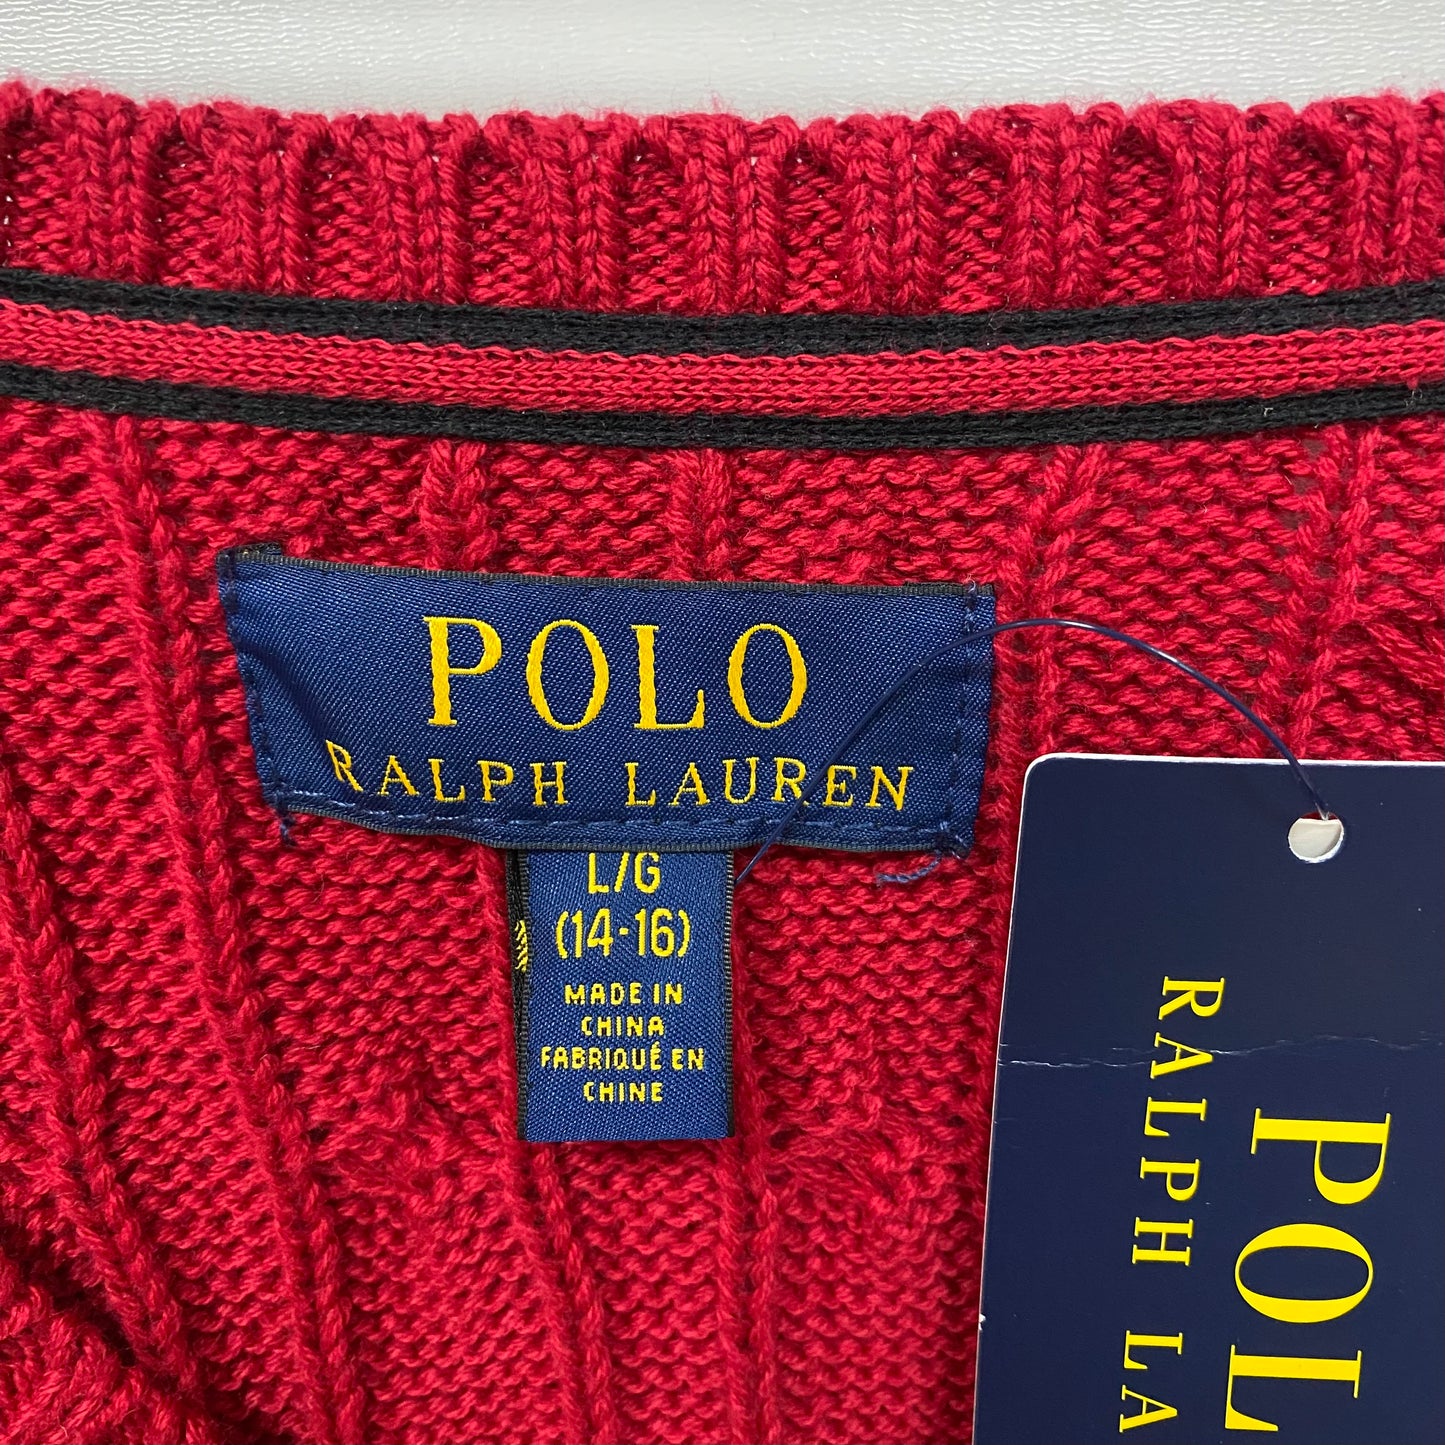 POLO
RALPH LAUREN
L/G
(14-16)
MADE IN
CHINA
FABRIQUÉ EN
CHINE
POL
RALPH LA